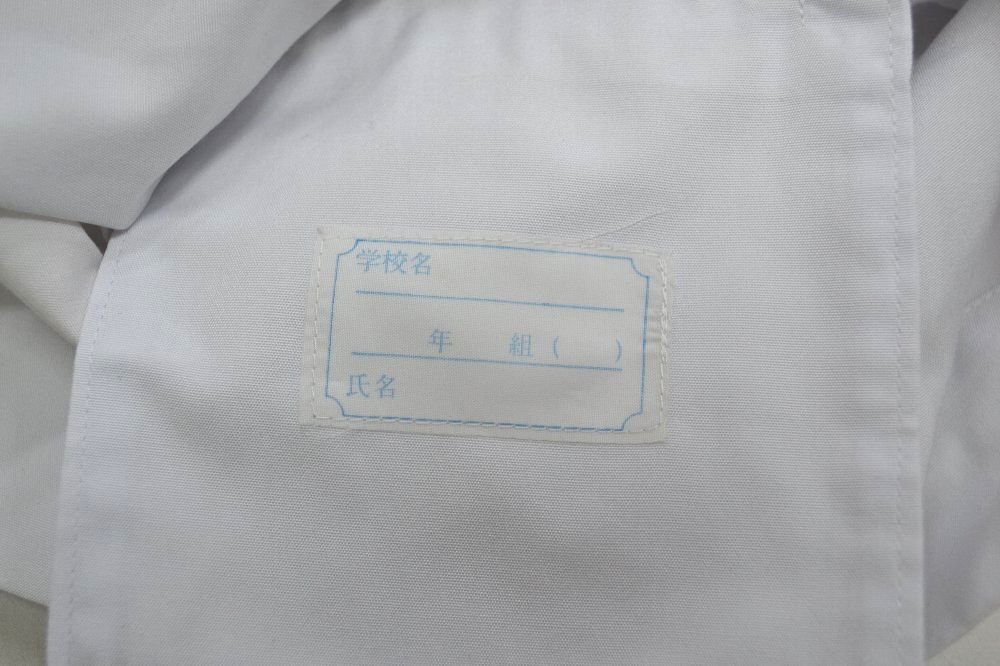 学校名
年 組 ( )
氏名